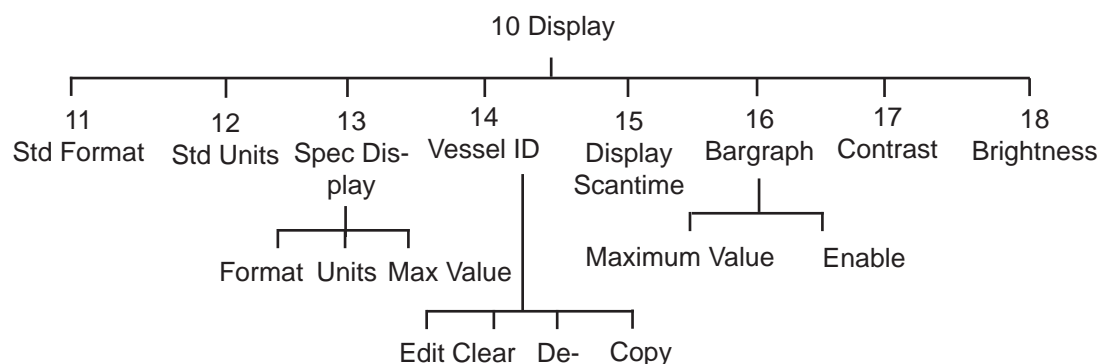 10 Display
11 12 13 14 15 16 17 18
Std Format Std Units Spec Dis- Vessel ID Display Bargraph Contrast Brightness
play Scantime
Maximum Value Enable
Format Units Max Value
Edit Clear De- Copy